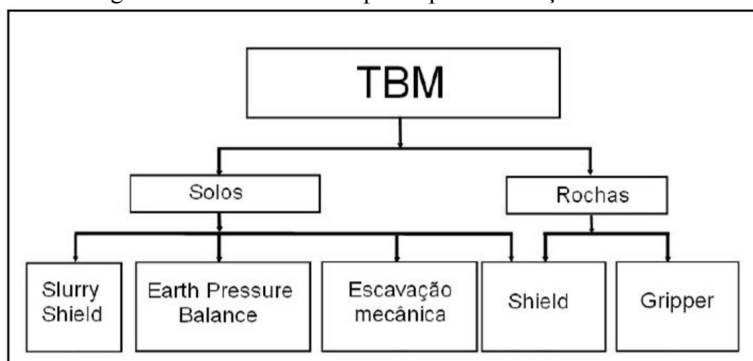 TBM
Solos
Rochas
Slurry
Shield
Earth Pressure
Balance
Escavação
mecânica
Shield
Gripper